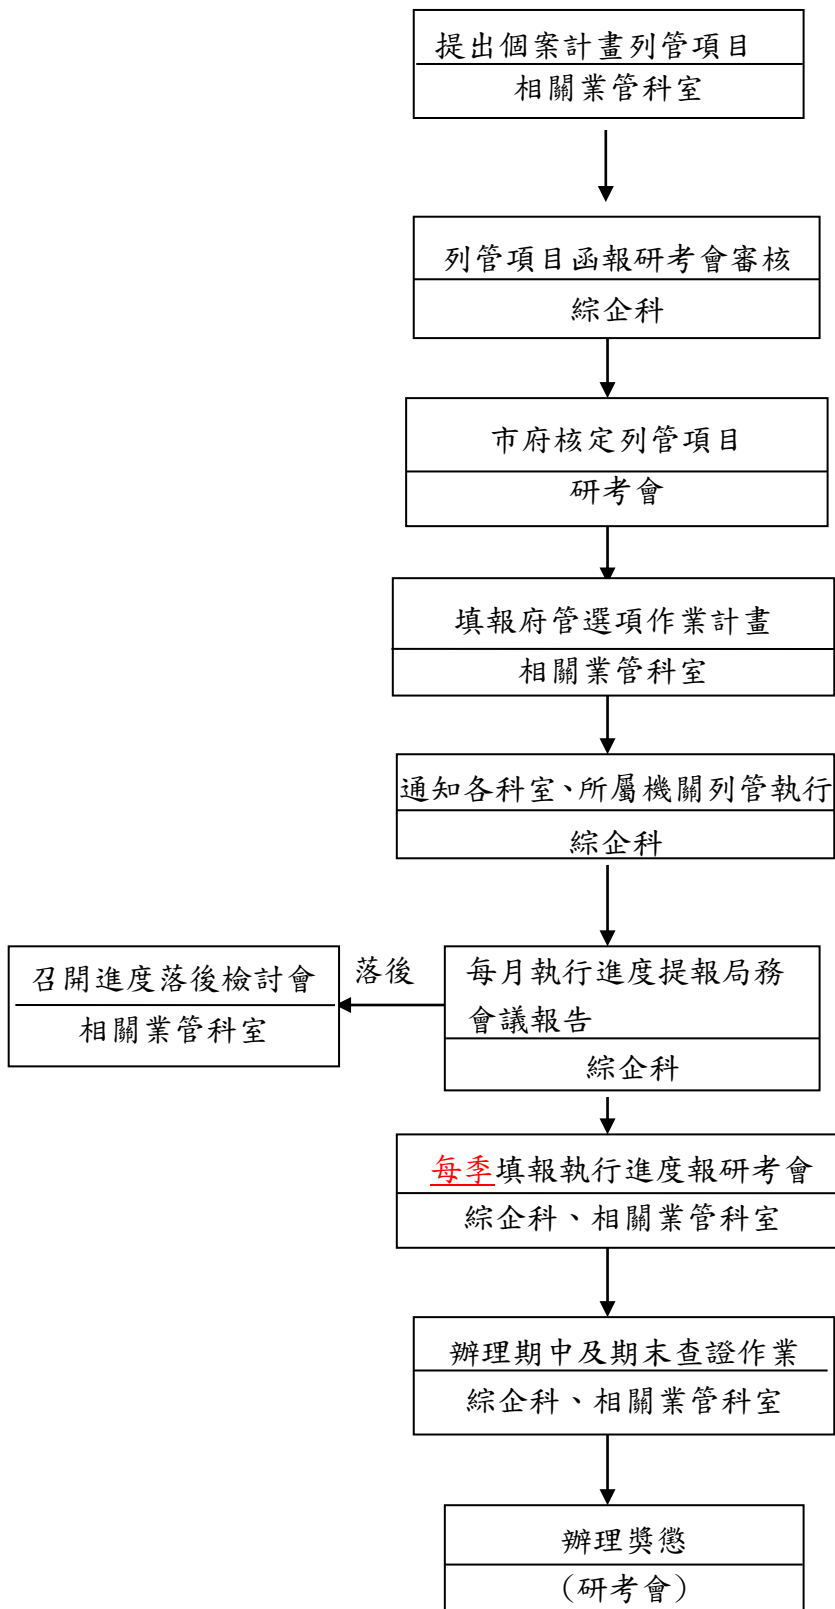 提出個案計畫列管項目
相關業管科室
列管項目函報研考會審核
綜企科
市府核定列管項目
研考會
填報府管選項作業計畫
相關業管科室
通知各科室、所屬機關列管執行
綜企科
召開進度落後檢討會
相關業管科室
落後
每月執行進度提報局務
會議報告
綜企科
每季填報執行進度報研考會
綜企科、相關業管科室
辦理期中及期末查證作業
綜企科、相關業管科室
辦理獎懲
(研考會)